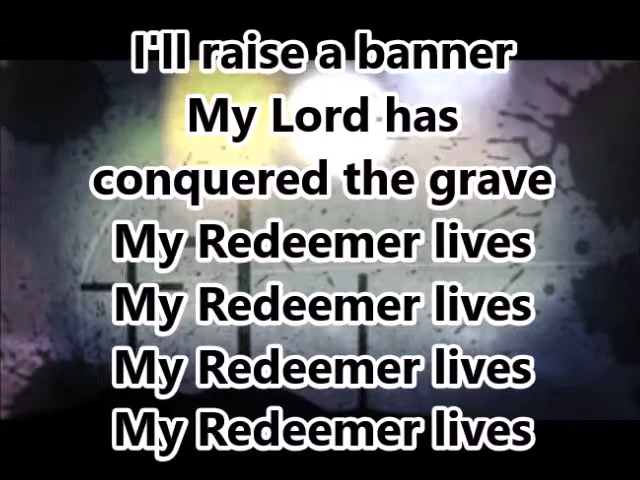 I'll raise a banner
My Lord has
conquered the grave
My Redeemer lives
My Redeemer lives
My Redeemer lives
My Redeemer lives